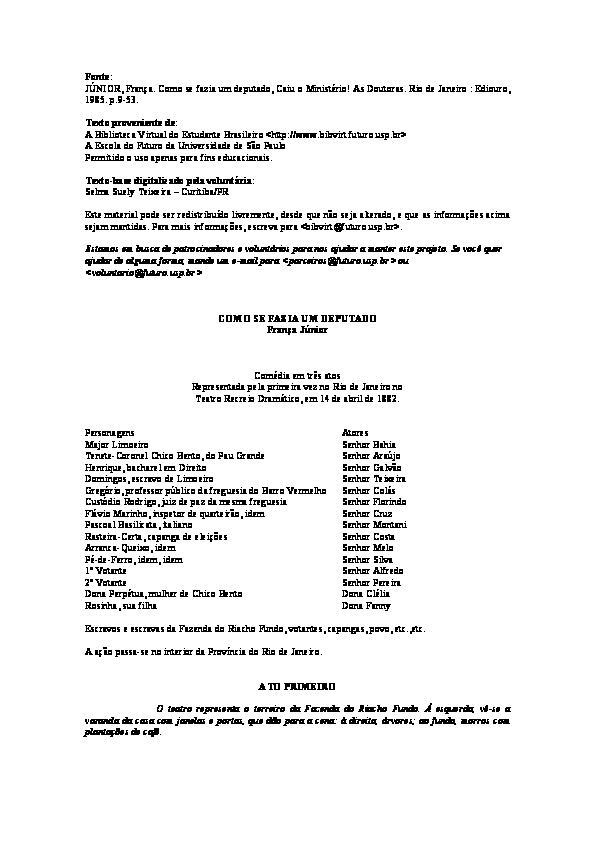 Fonte:
JÚNIOR, França. Como se fazia um deputado, Caiu o Ministério! As Doutoras. Rio de Janeiro : Ediouro,
1985. p.9-53.
Texto proveniente de:
A Biblioteca Virtual do Estudante Brasileiro <http://www.bibvirt.futuro.usp.br>
A Escola do Futuro da Universidade de São Paulo
Permitido o uso apenas para fins educacionais.
Texto-base digitalizado pela voluntária:
Selma Suely Teixeira – Curitiba/PR
Este material pode ser redistribuído livremente, desde que não seja alterado, e que as informações acima
sejam mantidas. Para mais informações, escreva para <bibvirt@futuro.usp.br>.
Estamos em busca de patrocinadores e voluntários para nos ajudar a manter este projeto. Se você quer
ajudar de alguma forma, mande um e-mail para <parceiros@futuro.usp.br> ou
<voluntario@futuro.usp.br>
COMO SE FAZIA UM DEPUTADO
França Júnior
Comédia em três atos
Representada pela primeira vez no Rio de Janeiro no
Teatro Recreio Dramático, em 14 de abril de 1882.
Personagens Atores
Major Limoeiro Senhor Bahia
Tenete-Coronel Chico Bento, do Pau Grande Senhor Araújo
Henrique, bacharel em Direito Senhor Galvão
Domingos, escravo de Limoeiro Senhor Teixeira
Gregório, professor público da freguesia do Barro Vermelho Senhor Colás
Custódio Rodrigo, juiz de paz da mesma freguesia Senhor Florindo
Flávio Marinho, inspetor de quarteirão, idem Senhor Cruz
Pascoal Basilicata, italiano Senhor Montani
Rasteira-Certa, capanga de eleições Senhor Costa
Arranca-Queixo, idem Senhor Melo
Pé-de-Ferro, idem, idem Senhor Silva
1º Votante Senhor Alfredo
2º Votante Senhor Pereira
Dona Perpétua, mulher de Chico Bento Dona Clélia
Rosinha, sua filha Dona Fanny
Escravos e escravas da Fazenda do Riacho Fundo, votantes, capangas, povo, etc.,etc.
A ação passa-se no interior da Província do Rio de Janeiro.
ATO PRIMEIRO
O teatro representa o terreiro da Fazenda do Riacho Fundo. Á esquerda, vê-se a
varanda da casa com janelas e portas, que dão para a cena: à direita, árvores; ao fundo, morros com
plantações de café.